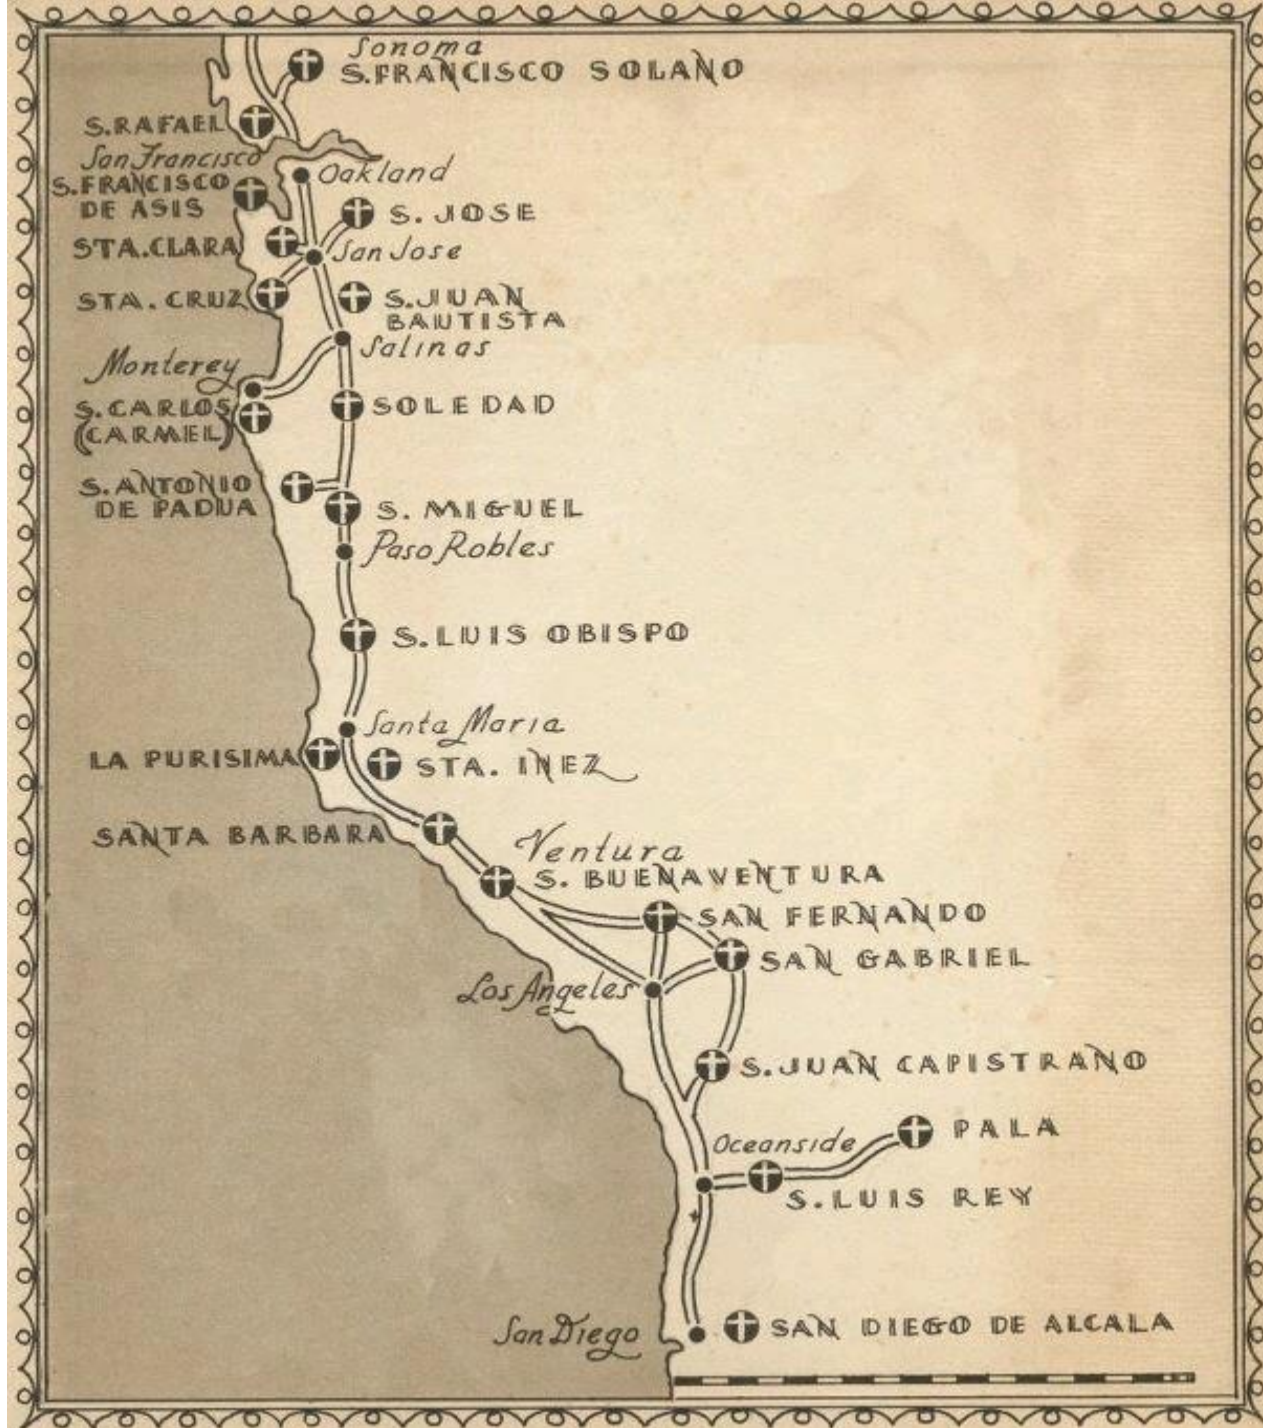 Sonoma
S. FRANCISCO SOLANO
S. RAFAEL
San Francisco
Oakland
S. FRANCISCO
DE ASIS
S. JOSE
STA. CLARA
San Jose
STA. CRUZ
S. JUAN
BAUTISTA
Salinas
Monterey
S. CARLOS
(CARMEL)
SOLEDAD
S. ANTONIO
DE PADUA
S. MIGUEL
Paso Robles
S. LUIS OBISPO
Santa Maria
LA PURISIMA
STA. INEZ
SANTA BARBARA
Ventura
S. BUENAVENTURA
SAN FERNANDO
SAN GABRIEL
Los Angeles
S. JUAN CAPISTRANO
PALA
Oceanside
S. LUIS REY
San Diego
SAN DIEGO DE ALCALA